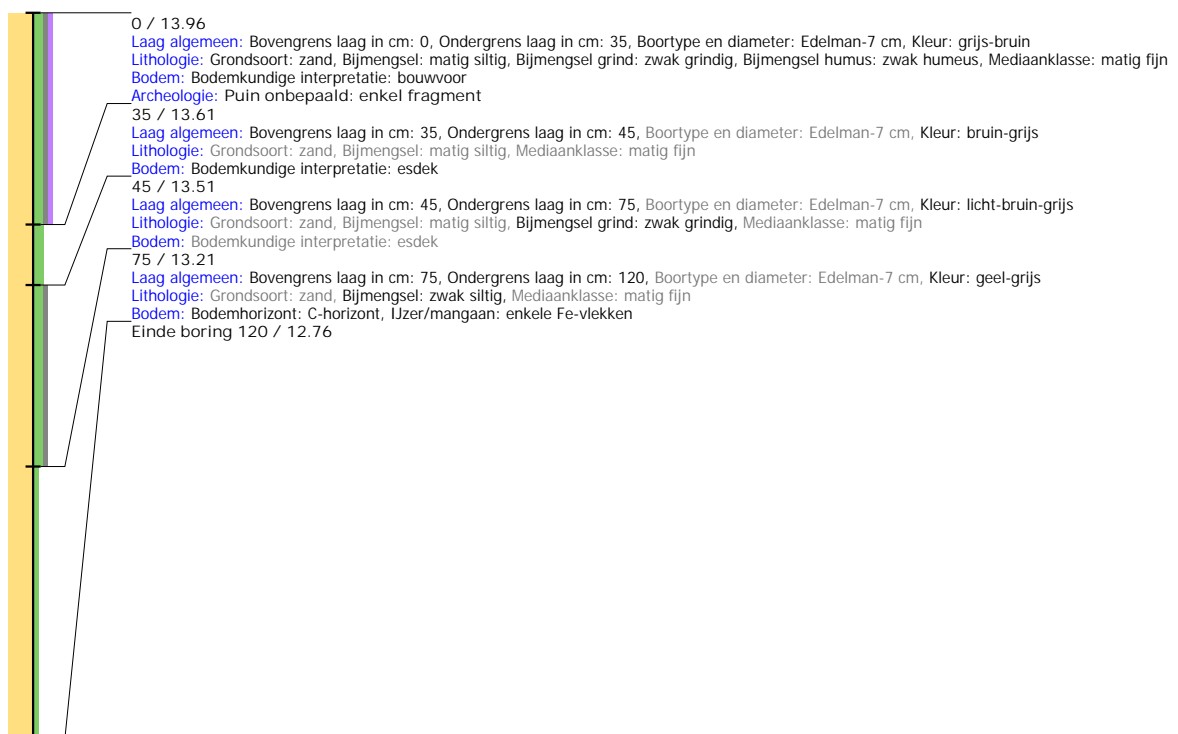 0 / 13.96
Laag algemeen: Bovengrens laag in cm: 0, Ondergrens laag in cm: 35, Boortype en diameter: Edelman-7 cm, Kleur: grijs-bruin
Lithologie: Grondsoort: zand, Bijmengsel: matig siltig, Bijmengsel grind: zwak grindig, Bijmengsel humus: zwak humeus, Mediaanklasse: matig fijn
Bodem: Bodemkundige interpretatie: bouwvoor
Archeologie: Puin onbepaald: enkel fragment
35 / 13.61
Laag algemeen: Bovengrens laag in cm: 35, Ondergrens laag in cm: 45, Boortype en diameter: Edelman-7 cm, Kleur: bruin-grijs
Lithologie: Grondsoort: zand, Bijmengsel: matig siltig, Mediaanklasse: matig fijn
Bodem: Bodemkundige interpretatie: esdek
45 / 13.51
Laag algemeen: Bovengrens laag in cm: 45, Ondergrens laag in cm: 75, Boortype en diameter: Edelman-7 cm, Kleur: licht-bruin-grijs
Lithologie: Grondsoort: zand, Bijmengsel: matig siltig, Bijmengsel grind: zwak grindig, Mediaanklasse: matig fijn
Bodem: Bodemkundige interpretatie: esdek
75 / 13.21
Laag algemeen: Bovengrens laag in cm: 75, Ondergrens laag in cm: 120, Boortype en diameter: Edelman-7 cm, Kleur: geel-grijs
Lithologie: Grondsoort: zand, Bijmengsel: zwak siltig, Mediaanklasse: matig fijn
Bodem: Bodemhorizont: C-horizont, IJzer/mangaan: enkele Fe-vlekken
Einde boring 120 / 12.76